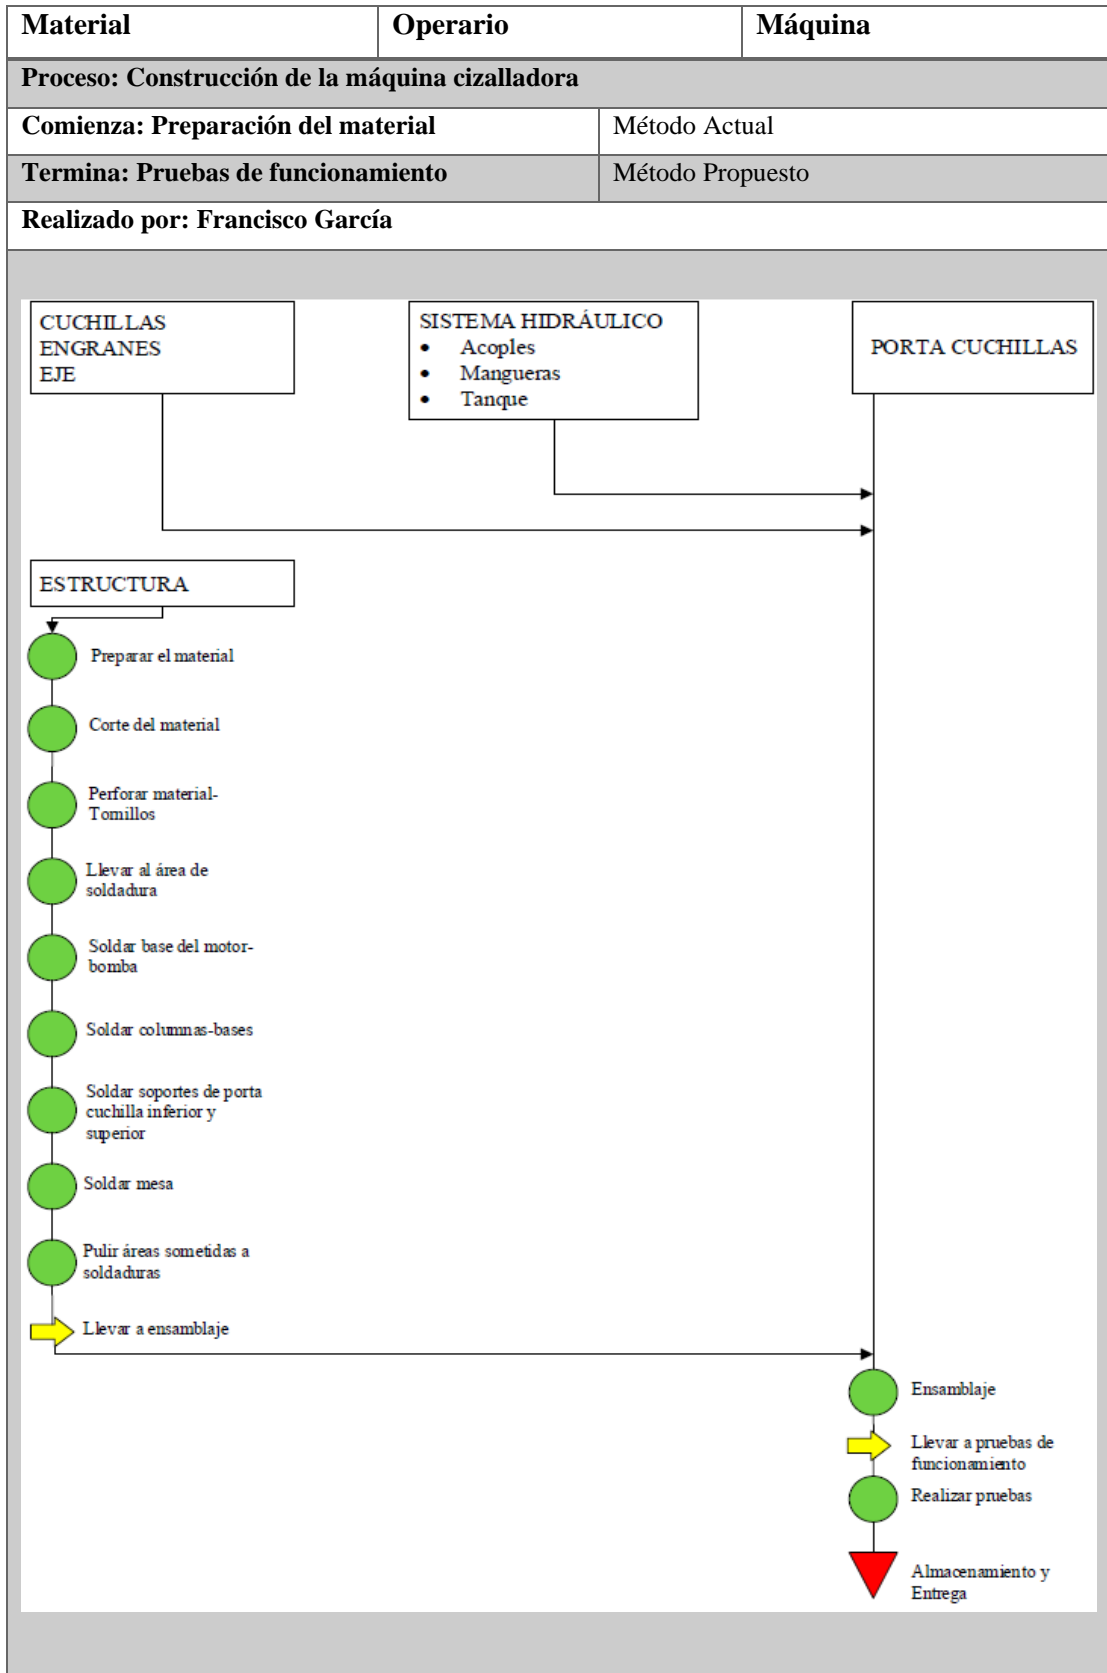 Material Operario Máquina
Proceso: Construcción de la máquina cizalladora
Comienza: Preparación del material Método Actual
Termina: Pruebas de funcionamiento Método Propuesto
Realizado por: Francisco García
CUCHILLAS
ENGRANES
EJE
SISTEMA HIDRÁULICO
• Acoples
• Mangueras
• Tanque
PORTA CUCHILLAS
ESTRUCTURA
Preparar el material
Corte del material
Perforar material-
Tornillos
Llevar al área de
soldadura
Soldar base del motor-
bomba
Soldar columnas-bases
Soldar soportes de porta
cuchilla inferior y
superior
Soldar mesa
Pulir áreas sometidas a
soldaduras
Llevar a ensamblaje
Ensamblaje
Llevar a pruebas de
funcionamiento
Realizar pruebas
Almacenamiento y
Entrega